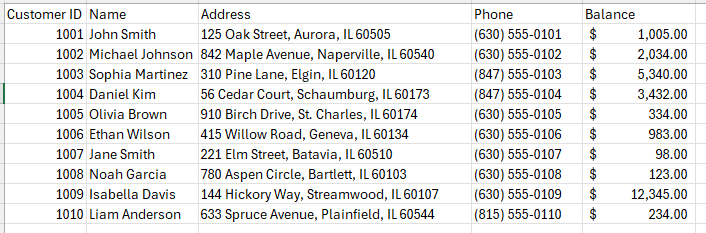 Customer ID Name Address Phone Balance
1001 John Smith 125 Oak Street, Aurora, IL 60505 (630) 555-0101 $ 1,005.00
1002 Michael Johnson 842 Maple Avenue, Naperville, IL 60540 (630) 555-0102 $ 2,034.00
1003 Sophia Martinez 310 Pine Lane, Elgin, IL 60120 (847) 555-0103 $ 5,340.00
1004 Daniel Kim 56 Cedar Court, Schaumburg, IL 60173 (847) 555-0104 $ 3,432.00
1005 Olivia Brown 910 Birch Drive, St. Charles, IL 60174 (630) 555-0105 $ 334.00
1006 Ethan Wilson 415 Willow Road, Geneva, IL 60134 (630) 555-0106 $ 983.00
1007 Jane Smith 221 Elm Street, Batavia, IL 60510 (630) 555-0107 $ 98.00
1008 Noah Garcia 780 Aspen Circle, Bartlett, IL 60103 (630) 555-0108 $ 123.00
1009 Isabella Davis 144 Hickory Way, Streamwood, IL 60107 (630) 555-0109 $ 12,345.00
1010 Liam Anderson 633 Spruce Avenue, Plainfield, IL 60544 (815) 555-0110 $ 234.00